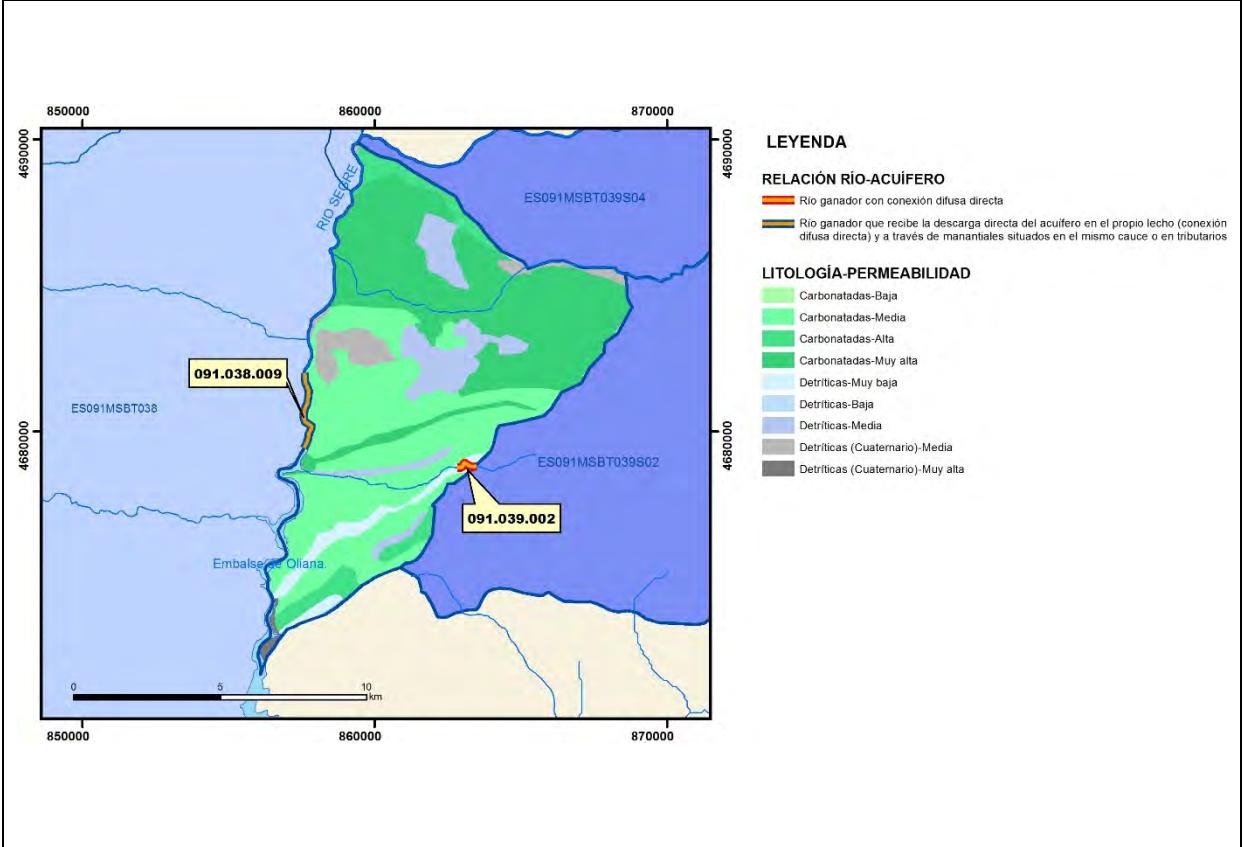 850000
860000
870000
4690000
4690000
4680000
4680000
RIO SEGRE
ES091MSBT039S04
091.038.009
ES091MSBT038
ES091MSBT039S02
091.039.002
Embalse de Oliana.
0
5
10
km
850000
860000
870000
LEYENDA
RELACIÓN RÍO-ACUÍFERO
Río ganador con conexión difusa directa
Río ganador que recibe la descarga directa del acuífero en el propio lecho (conexión
difusa directa) y a través de manantiales situados en el mismo cauce o en tributarios
LITOLOGÍA-PERMEABILIDAD
Carbonatadas-Baja
Carbonatadas-Media
Carbonatadas-Alta
Carbonatadas-Muy alta
Detríticas-Muy baja
Detríticas-Baja
Detríticas-Media
Detríticas (Cuaternario)-Media
Detríticas (Cuaternario)-Muy alta